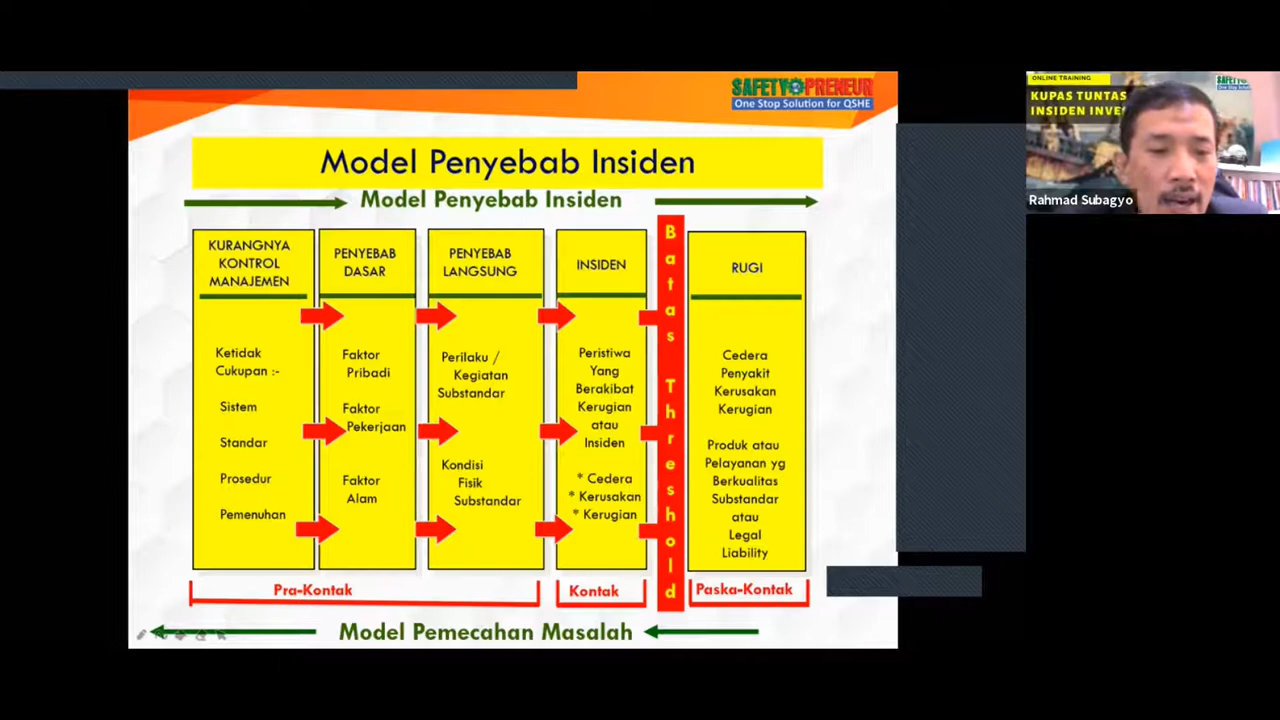 SAFETY PRENEUR
One Stop Solution for QSHE
Model Penyebab Insiden
Model Penyebab Insiden
KURANGNYA
KONTROL
MANAJEMEN
Ketidak
Cukupan :-
Sistem
Standar
Prosedur
Pemenuhan
PENYEBAB
DASAR
Faktor
Pribadi
Faktor
Pekerjaan
Faktor
Alam
PENYEBAB
LANGSUNG
Perilaku /
Kegiatan
Substandar
Kondisi
Fisik
Substandar
INSIDEN
Peristiwa
Yang
Berakibat
Kerugian
atau
Insiden
* Cedera
* Kerusakan
* Kerugian
Batas Threshold
RUGI
Cedera
Penyakit
Kerusakan
Kerugian
Produk atau
Pelayanan yg
Berkualitas
Substandar
atau
Legal
Liability
Pra-Kontak
Kontak
Paska-Kontak
Model Pemecahan Masalah
ONLINE TRAINING
KUPAS TUNTAS
INSIDEN INVE
Rahmad Subagyo